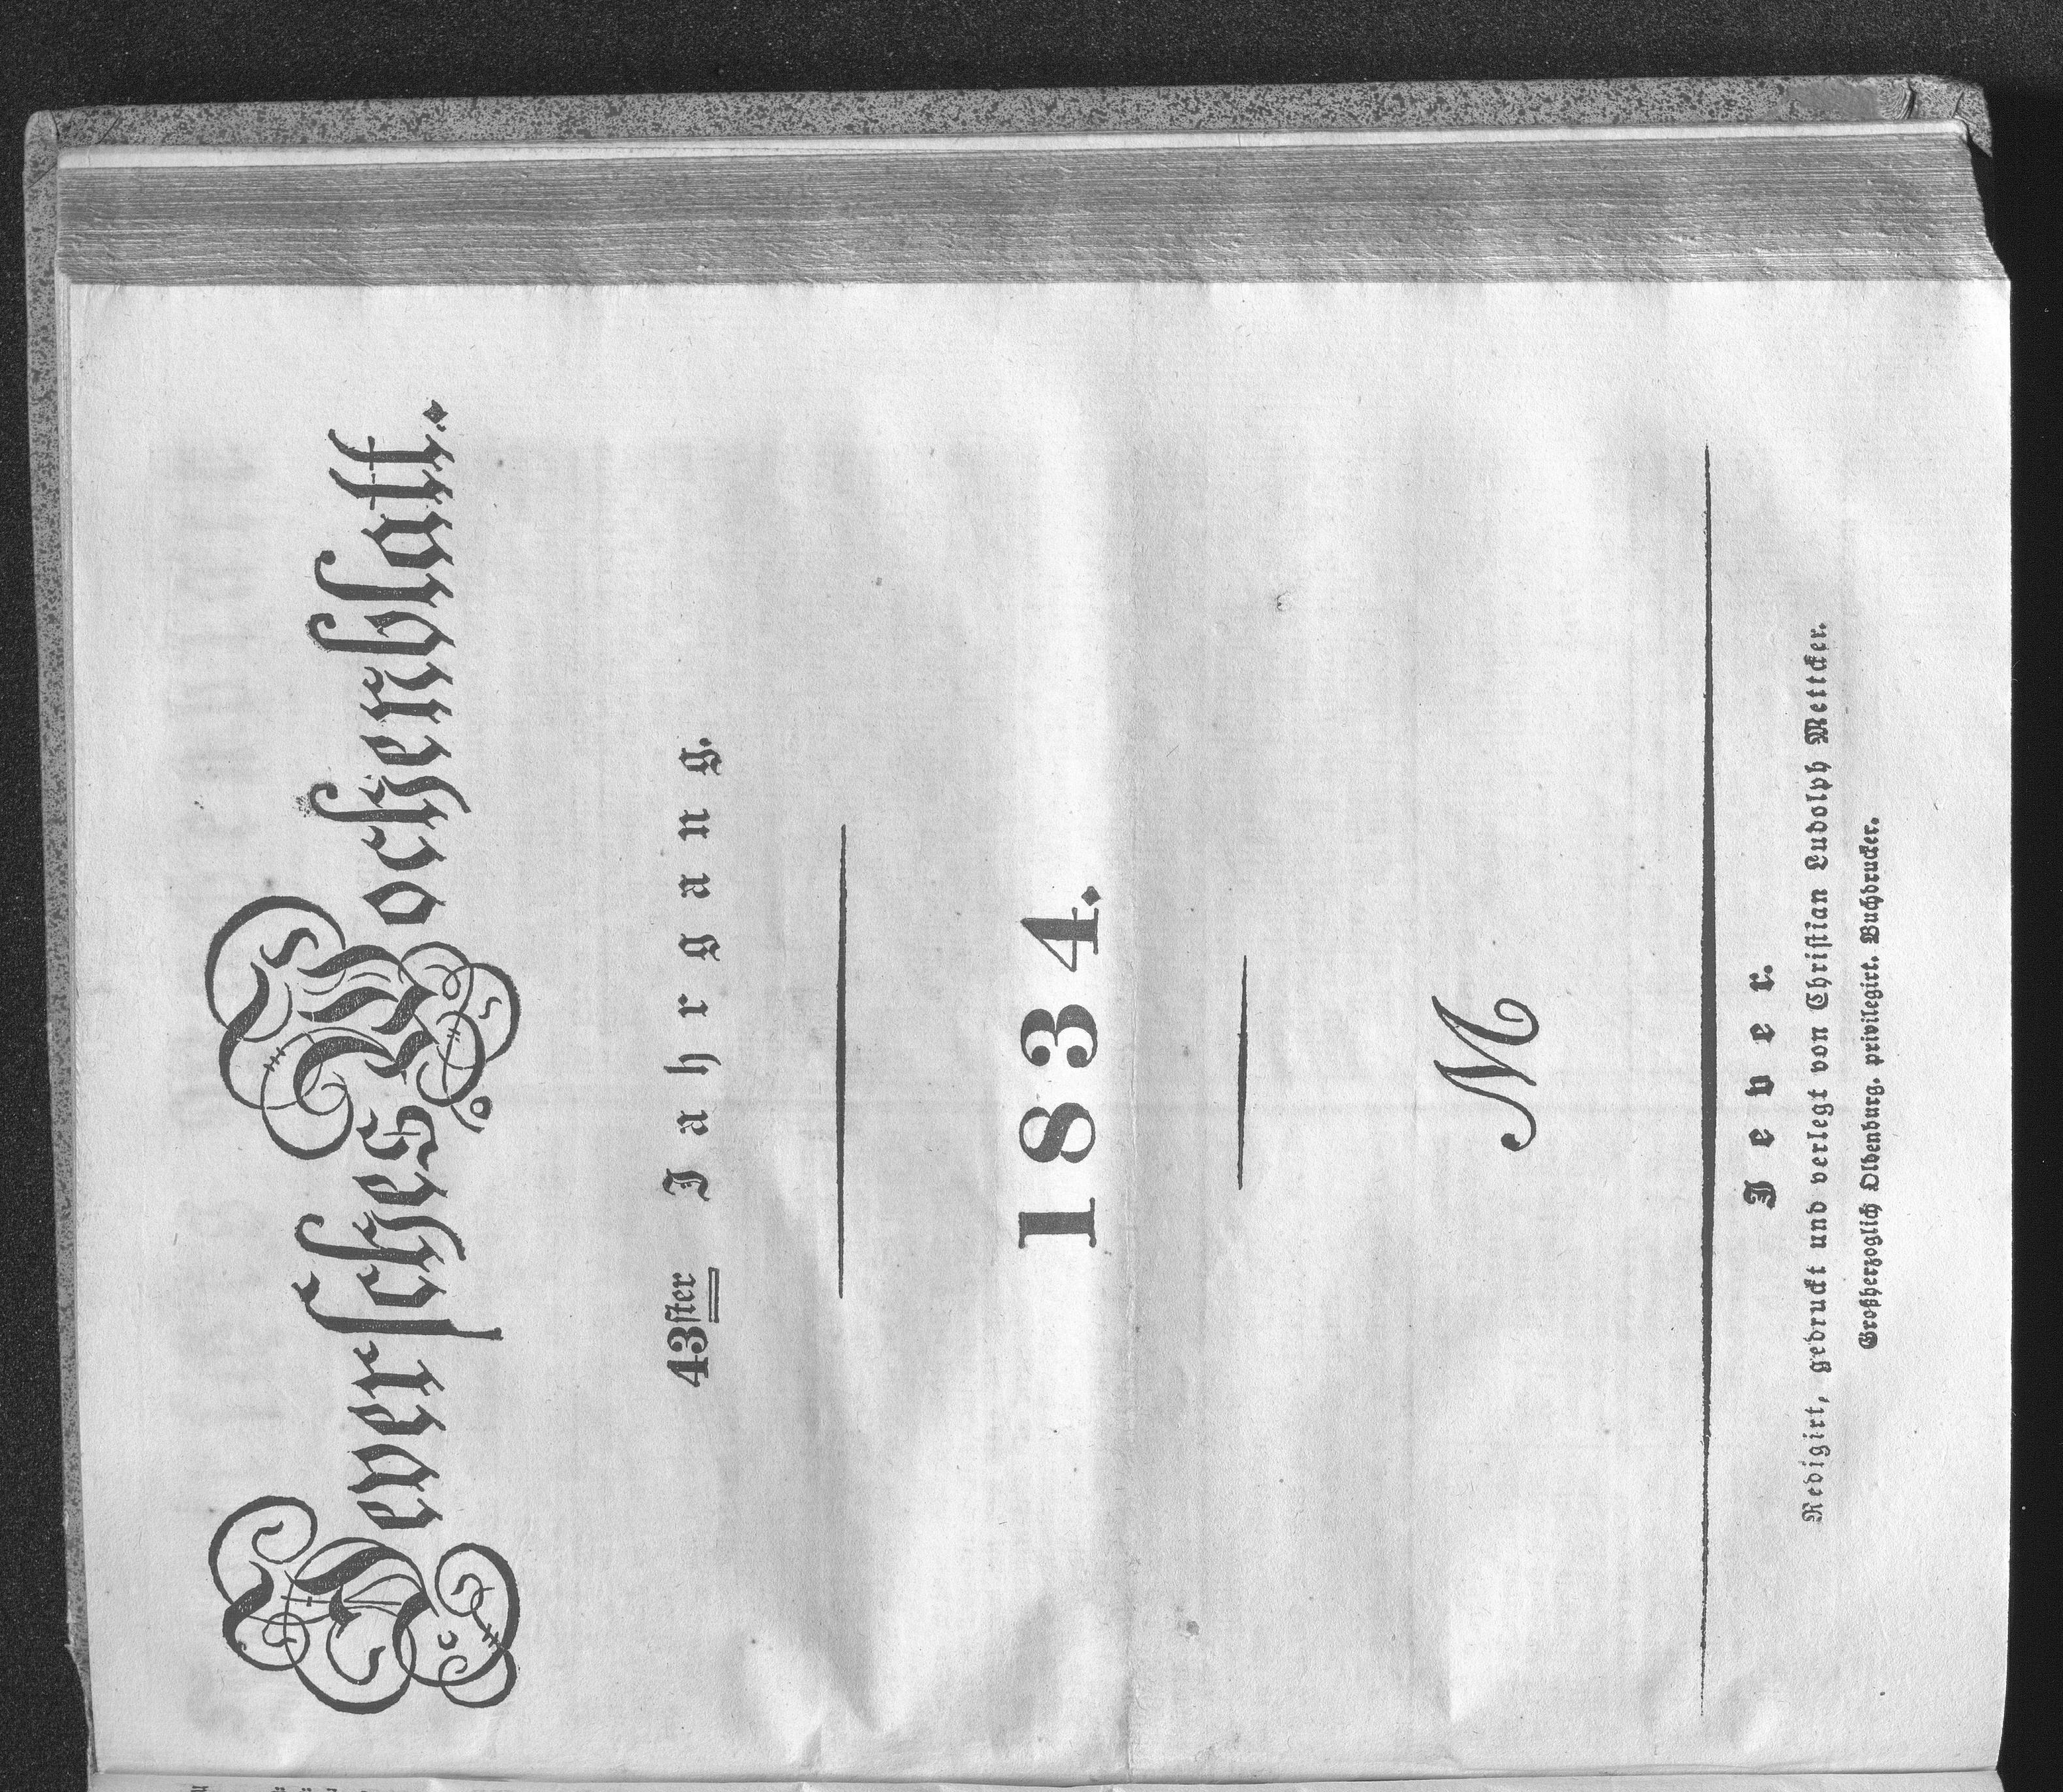 Jeversches Wochenblatt.
43ster Jahrgang.
1834.
M
Jever.
Redigirt, gedruckt und verlegt von Christian Ludolph Mettcker.
Großherzoglich Oldenburg. privilegirt. Buchdrucker.